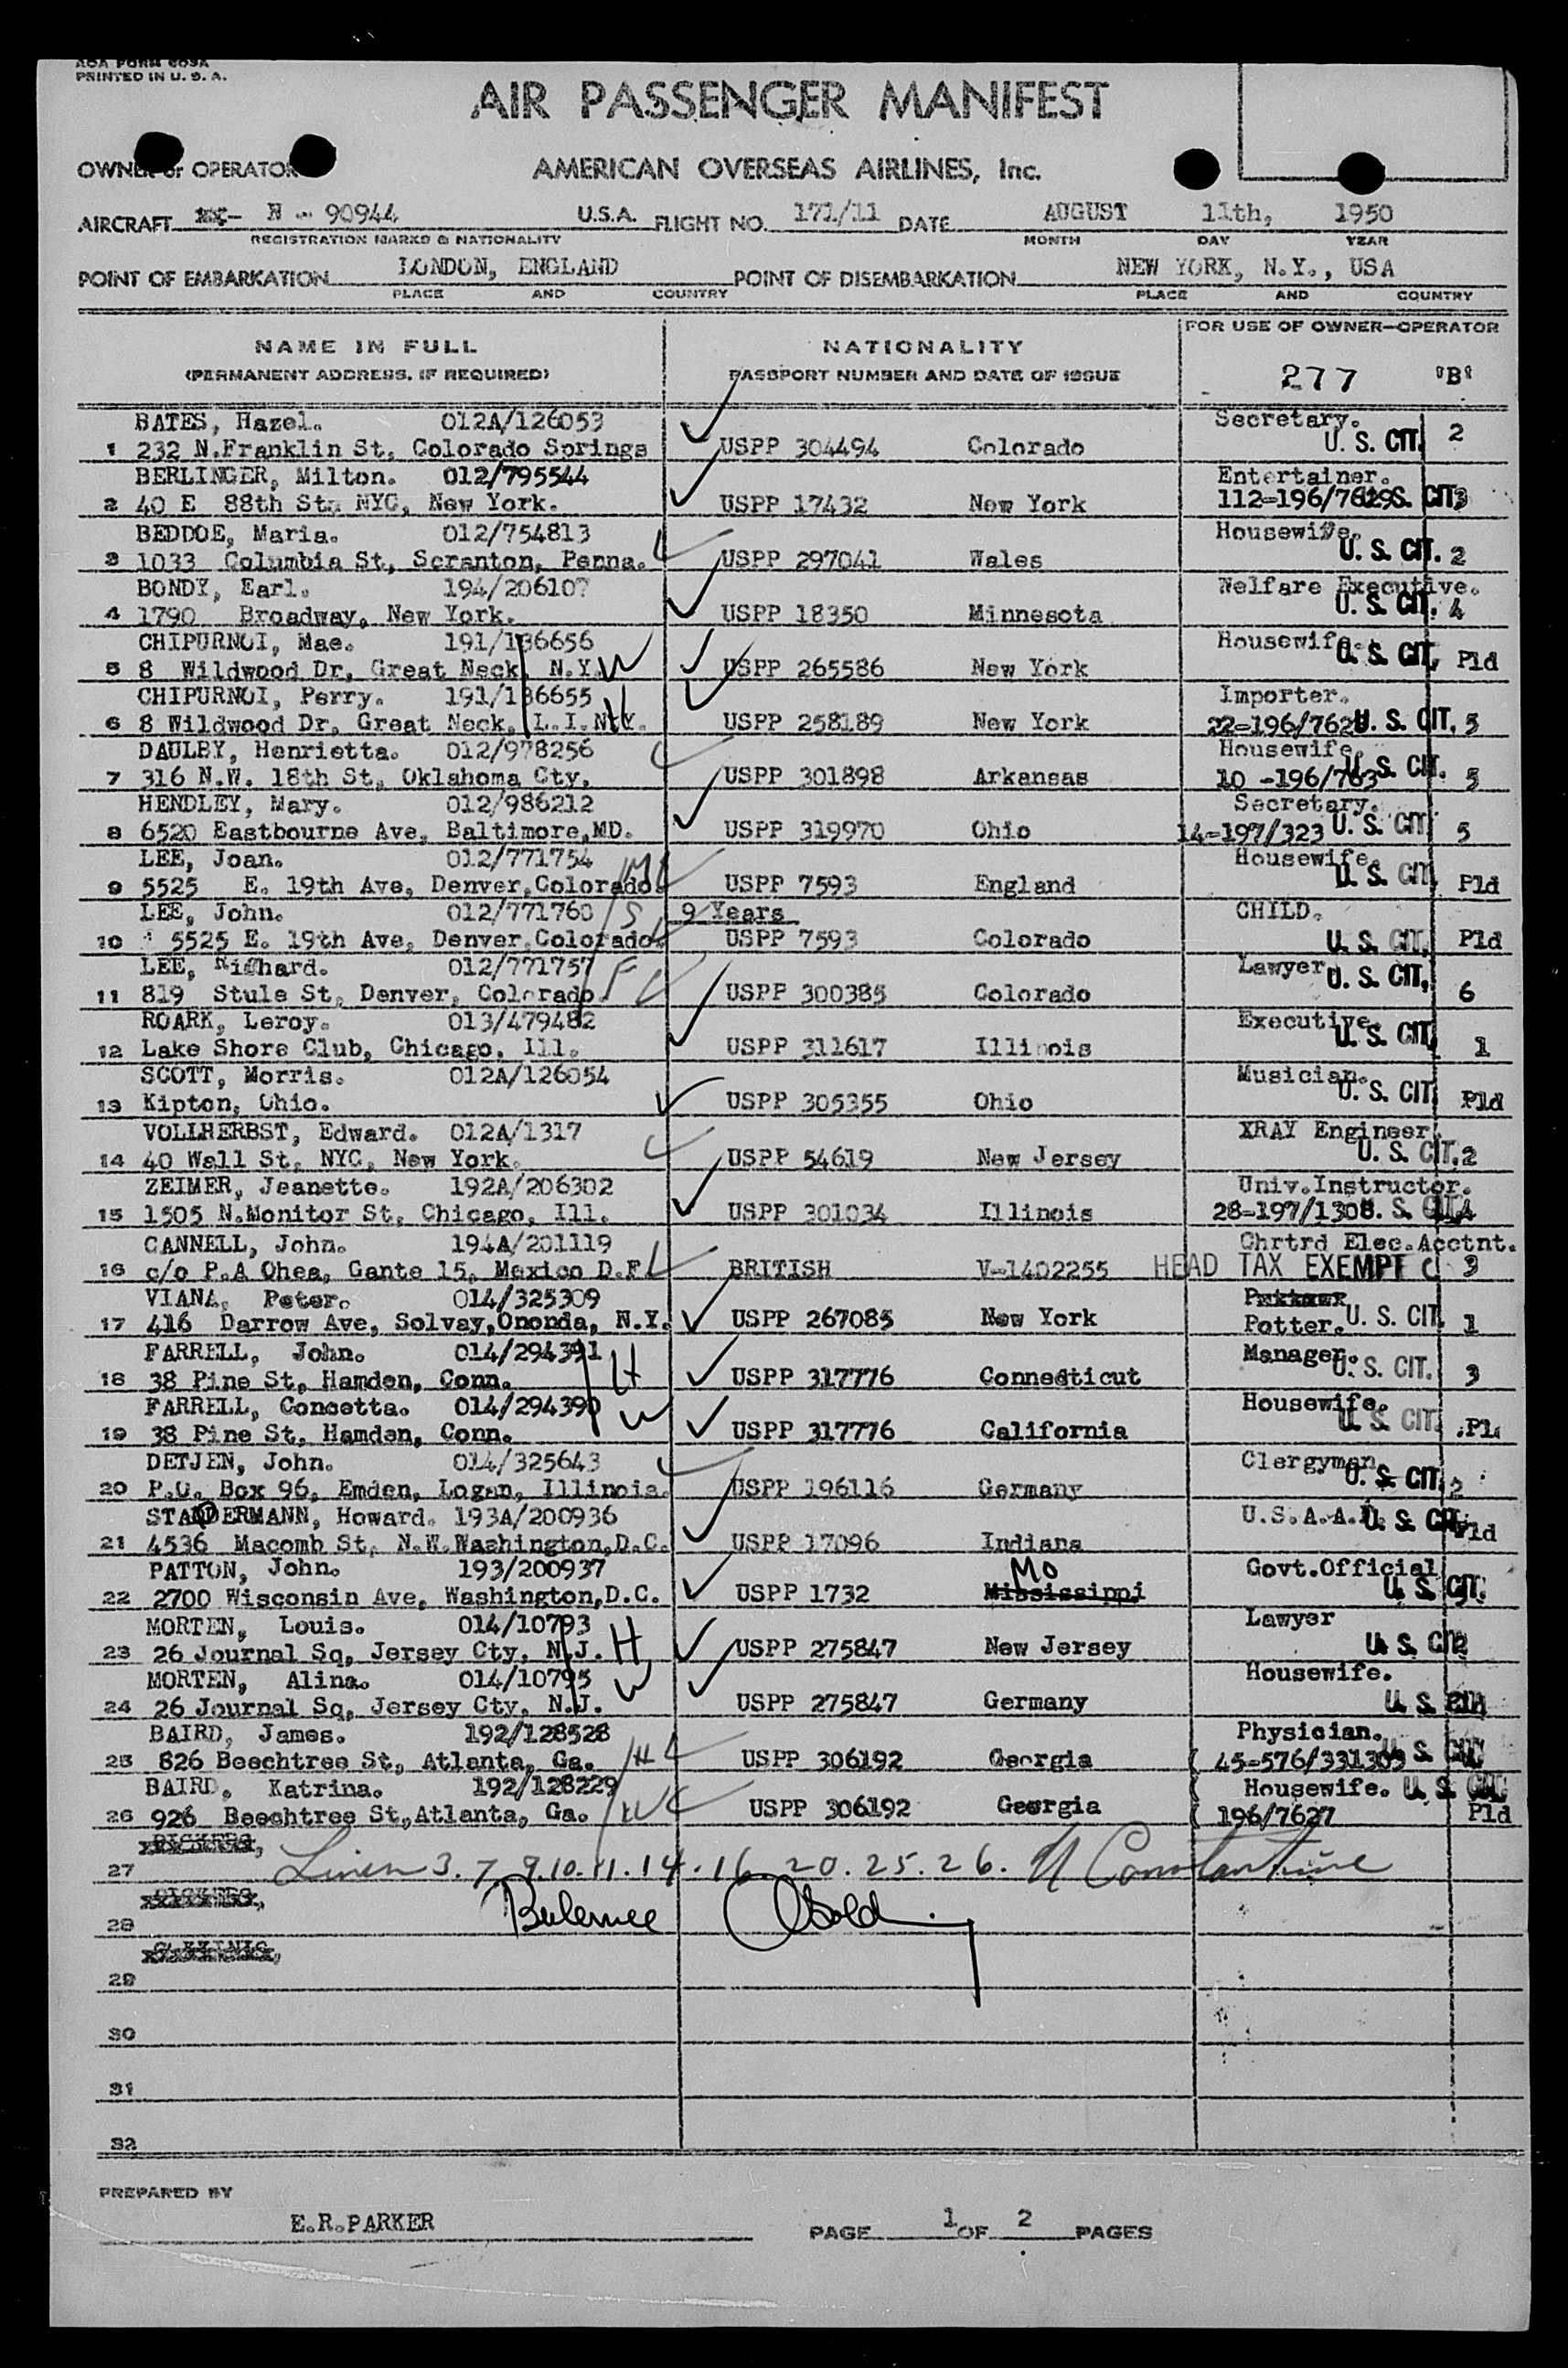 AOA FORM 609A
PRINTED IN U. S. A.
AIR PASSENGER MANIFEST
OWNER or OPERATOR AMERICAN OVERSEAS AIRLINES, Inc.
AIRCRAFT N - 90944 U.S.A. FLIGHT NO. 171/11 DATE AUGUST 11th, 1950
REGISTRATION MARKS & NATIONALITY MONTH DAY YEAR
POINT OF EMBARKATION LONDON, ENGLAND POINT OF DISEMBARKATION NEW YORK, N.Y., USA
PLACE AND COUNTRY PLACE AND COUNTRY
FOR USE OF OWNER—OPERATOR
NAME IN FULL NATIONALITY
(PERMANENT ADDRESS, IF REQUIRED) PASSPORT NUMBER AND DATE OF ISSUE 277 "B"
BATES, Hazel. 012A/126053 Secretary.
1 232 N.Franklin St, Colorado Springs USPP 304494 Colorado U. S. CIT. 2
BERLINGER, Milton. 012/795544 Entertainer.
2 40 E 88th St, NYC, New York. USPP 17432 New York 112-196/7629 U. S. CIT. 3
BEDDOE, Maria. 012/754813 Housewife.
3 1033 Columbia St, Scranton, Penna. USPP 297041 Wales U. S. CIT. 2
BONDY, Earl. 194/206107 Welfare Executive.
4 1790 Broadway, New York. USPP 18350 Minnesota U. S. CIT. 4
CHIPURNOI, Mae. 191/136656 Housewife.
5 8 Wildwood Dr, Great Neck, N.Y. W USPP 265586 New York U. S. CIT. Pld
CHIPURNOI, Perry. 191/136655 Importer.
6 8 Wildwood Dr, Great Neck, L.I.N.Y. H USPP 258189 New York 22-196/7628 U. S. CIT. 5
DAULBY, Henrietta. 012/978256 Housewife.
7 316 N.W. 18th St, Oklahoma Cty, USPP 301898 Arkansas 10 -196/763 U. S. CIT. 5
HENDLEY, Mary. 012/986212 Secretary.
8 6520 Eastbourne Ave, Baltimore,MD. USPP 319970 Ohio 14-197/323 U. S. CIT. 5
LEE, Joan. 012/771754 M Housewife.
9 5525 E. 19th Ave, Denver,Colorado. USPP 7593 England U. S. CIT. Pld
LEE, John. 012/771760 S 9 Years CHILD.
10 5525 E. 19th Ave, Denver,Colorado. USPP 7593 Colorado U. S. CIT. Pld
LEE, Richard. 012/771757 F Lawyer.
11 819 Stule St, Denver, Colorado. USPP 300385 Colorado U. S. CIT. 6
ROARK, Leroy. 013/479482 Executive.
12 Lake Shore Club, Chicago, Ill. USPP 311617 Illinois U. S. CIT. 1
SCOTT, Morris. 012A/126054 Musician.
13 Kipton, Ohio. USPP 305355 Ohio U. S. CIT. Pld
VOLLHERBST, Edward. 012A/1317 XRAY Engineer.
14 40 Wall St, NYC, New York. USPP 54619 New Jersey U. S. CIT. 2
ZEIMER, Jeanette. 192A/206302 Univ.Instructor.
15 1505 N.Monitor St, Chicago, Ill. USPP 301034 Illinois 28-197/1308 U. S. CIT. 4
CANNELL, John. 194A/201119 Chrtrd Elec.Acctnt.
16 c/o P.A Ohea, Gante 15, Mexico D.F. BRITISH V-1402255 HEAD TAX EXEMPT C 3
VIANA, Peter. 014/325309
17 416 Darrow Ave, Solvay,Ononda, N.Y. USPP 267085 New York Potter. U. S. CIT. 1
FARRELL, John. 014/294391 H Manager.
18 38 Pine St, Hamden, Conn. USPP 317776 Connecticut U. S. CIT. 3
FARRELL, Concetta. 014/294390 W Housewife.
19 38 Pine St, Hamden, Conn. USPP 317776 California U. S. CIT. Pl
DETJEN, John. 014/325643 Clergyman.
20 P.O. Box 96, Emden, Logan, Illinois. USPP 196116 Germany U. S. CIT. 2
STANDERMANN, Howard. 193A/200936 U.S.A.A.F. U. S. CIT. Pld
21 4536 Macomb St, N.W.Washington,D.C. USPP 17096 Indiana
PATTON, John. 193/200937 Mo Govt.Official
22 2700 Wisconsin Ave, Washington,D.C. USPP 1732 Mississippi U. S. CIT.
MORTEN, Louis. 014/10793 Lawyer
23 26 Journal Sq, Jersey Cty, N.J. H USPP 275847 New Jersey U. S. CIT. 2
MORTEN, Alina. 014/10795 W Housewife.
24 26 Journal Sq, Jersey Cty, N.J. USPP 275847 Germany U. S. CIT.
BAIRD, James. 192/128528 Physician.
25 826 Beechtree St, Atlanta, Ga. H USPP 306192 Georgia ( 45-576/331303 U. S. CIT.
BAIRD, Katrina. 192/128229 ( Housewife. U. S. CIT.
26 926 Beechtree St,Atlanta, Ga. W USPP 306192 Georgia ( 196/7627 Pld
27 Lines 3. 7. 9. 10. 11. 14. 16. 20. 25. 26. Constantine
28
29
30
31
32
PREPARED BY
E.R.PARKER
PAGE 1 OF 2 PAGES